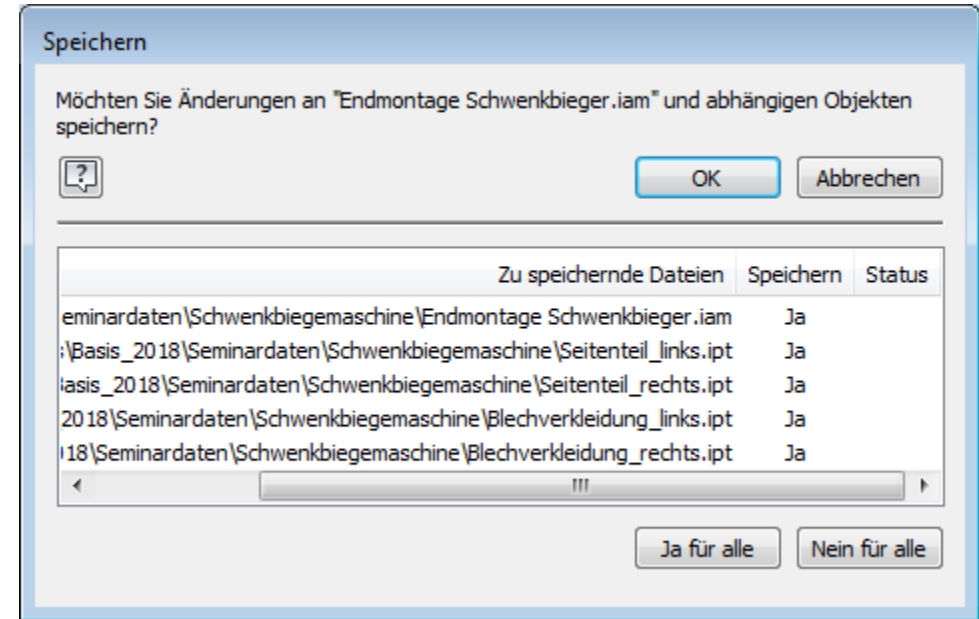 Speichern
Möchten Sie Änderungen an "Endmontage Schwenkbieger.iam" und abhängigen Objekten
speichern?
OK Abbrechen
Zu speichernde Dateien Speichern Status
eminardaten\Schwenkbiegemaschine\Endmontage Schwenkbieger.iam Ja
\Basis_2018\Seminardaten\Schwenkbiegemaschine\Seitenteil_links.ipt Ja
asis_2018\Seminardaten\Schwenkbiegemaschine\Seitenteil_rechts.ipt Ja
2018\Seminardaten\Schwenkbiegemaschine\Blechverkleidung_links.ipt Ja
18\Seminardaten\Schwenkbiegemaschine\Blechverkleidung_rechts.ipt Ja
Ja für alle Nein für alle